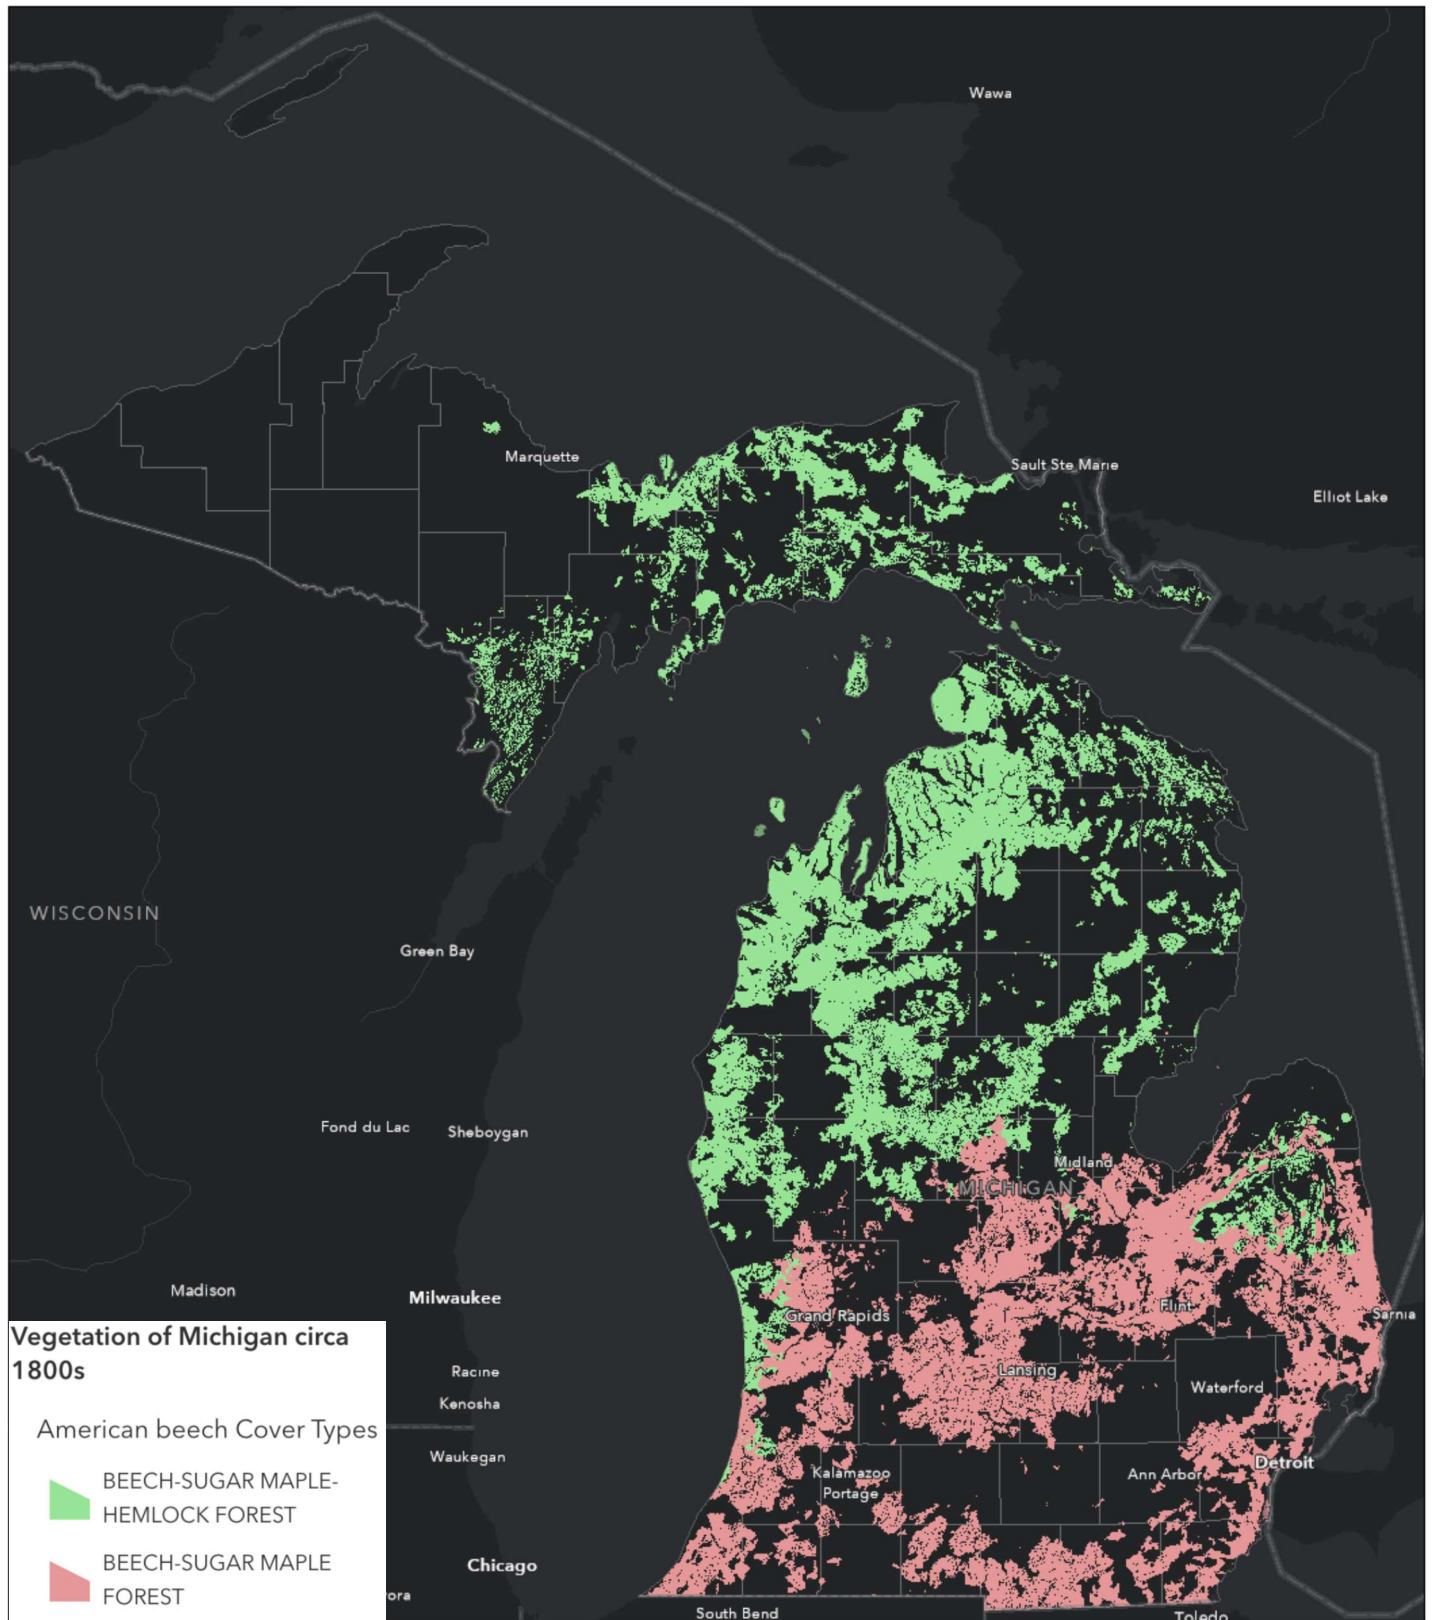 Wawa
Marquette
Sault Ste Marie
Elliot Lake
WISCONSIN
Green Bay
Fond du Lac
Sheboygan
Midland
MICHIGAN
Madison
Milwaukee
Grand Rapids
Flint
Sarnia
Racine
Lansing
Kenosha
Waterford
Waukegan
Kalamazoo
Portage
Ann Arbor
Detroit
Chicago
rora
South Bend
Toledo
Vegetation of Michigan circa
1800s
American beech Cover Types
BEECH-SUGAR MAPLE-
HEMLOCK FOREST
BEECH-SUGAR MAPLE
FOREST